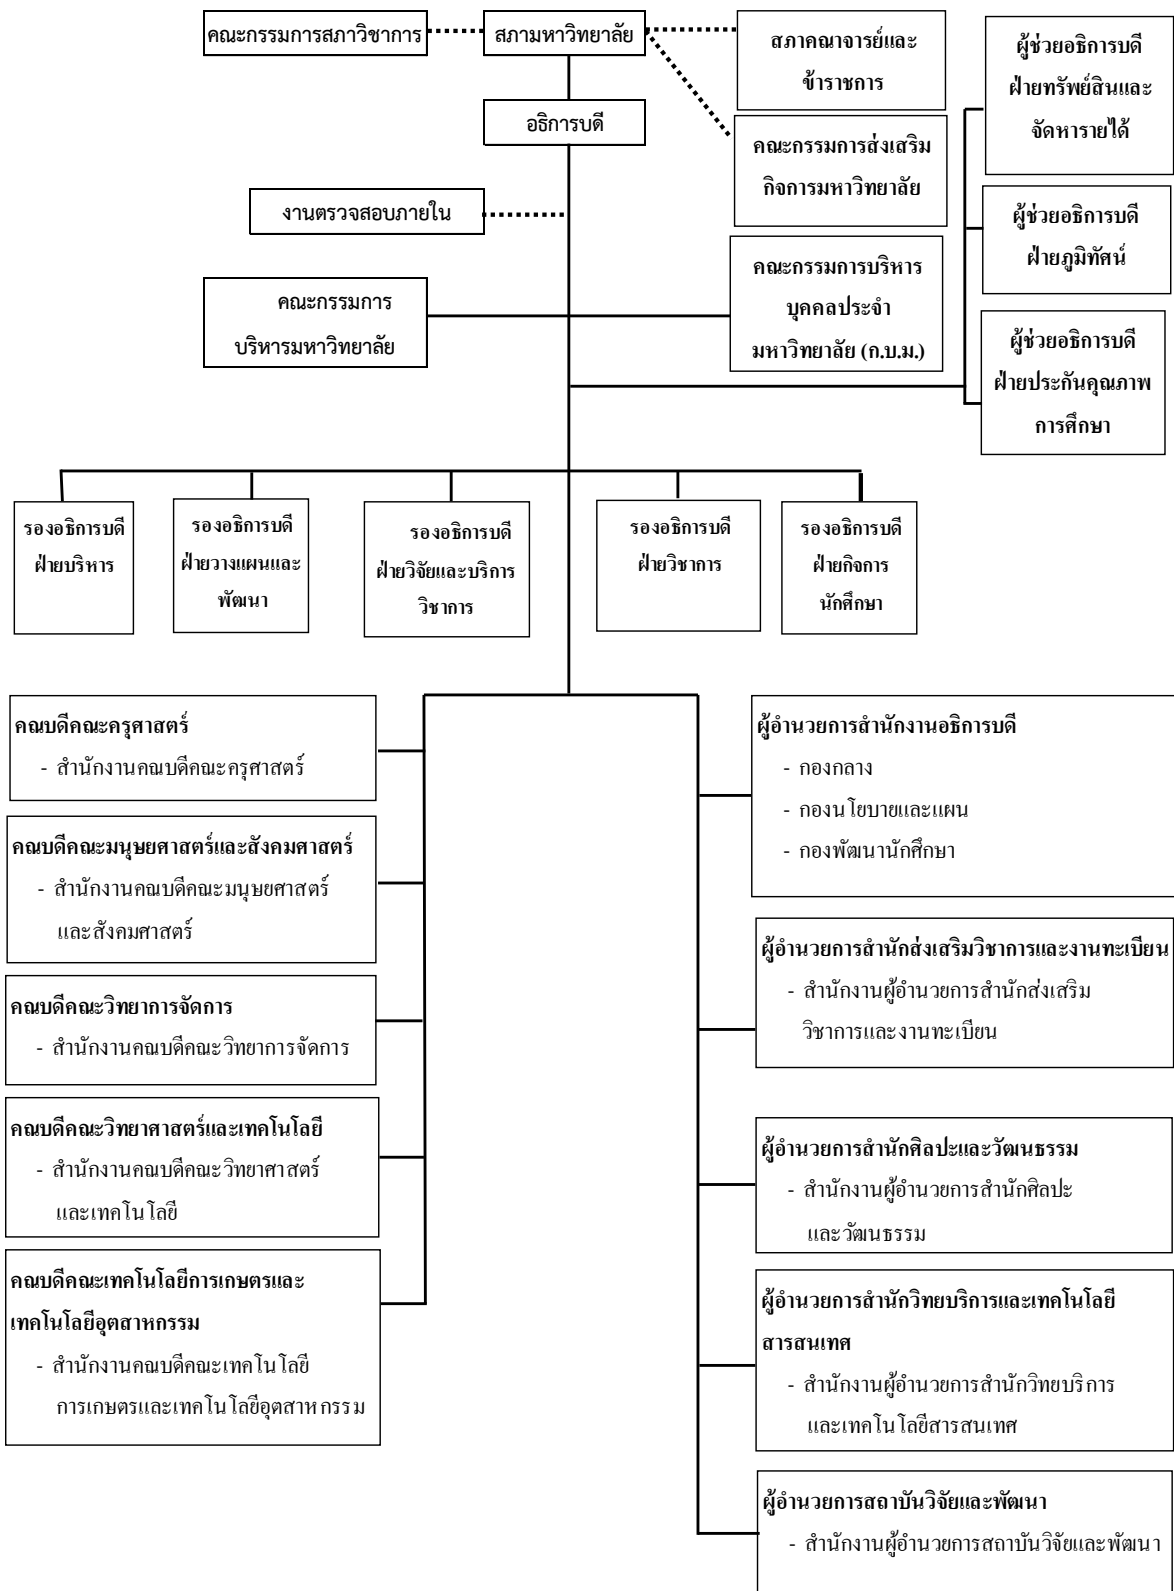 คณะกรรมการสภาวิชาการ
สภามหาวิทยาลัย
สภาคณาจารย์และ
ข้าราชการ
ผู้ช่วยอธิการบดี
ฝ่ายทรัพย์สินและ
จัดหารายได้
อธิการบดี
คณะกรรมการส่งเสริม
กิจการมหาวิทยาลัย
งานตรวจสอบภายใน
ผู้ช่วยอธิการบดี
ฝ่ายภูมิทัศน์
คณะกรรมการ
บริหารมหาวิทยาลัย
คณะกรรมการบริหาร
บุคคลประจำ
มหาวิทยาลัย (ก.บ.ม.)
ผู้ช่วยอธิการบดี
ฝ่ายประกันคุณภาพ
การศึกษา
รองอธิการบดี
ฝ่ายบริหาร
รองอธิการบดี
ฝ่ายวางแผนและ
พัฒนา
รองอธิการบดี
ฝ่ายวิจัยและบริการ
วิชาการ
รองอธิการบดี
ฝ่ายวิชาการ
รองอธิการบดี
ฝ่ายกิจการ
นักศึกษา
คณบดีคณะครุศาสตร์
- สำนักงานคณบดีคณะครุศาสตร์
คณบดีคณะมนุษยศาสตร์และสังคมศาสตร์
- สำนักงานคณบดีคณะมนุษยศาสตร์
และสังคมศาสตร์
คณบดีคณะวิทยาการจัดการ
- สำนักงานคณบดีคณะวิทยาการจัดการ
คณบดีคณะวิทยาศาสตร์และเทคโนโลยี
- สำนักงานคณบดีคณะวิทยาศาสตร์
และเทคโนโลยี
คณบดีคณะเทคโนโลยีการเกษตรและ
เทคโนโลยีอุตสาหกรรม
- สำนักงานคณบดีคณะเทคโนโลยี
การเกษตรและเทคโนโลยีอุตสาหกรรม
ผู้อำนวยการสำนักงานอธิการบดี
- กองกลาง
- กองนโยบายและแผน
- กองพัฒนานักศึกษา
ผู้อำนวยการสำนักส่งเสริมวิชาการและงานทะเบียน
- สำนักงานผู้อำนวยการสำนักส่งเสริม
วิชาการและงานทะเบียน
ผู้อำนวยการสำนักศิลปะและวัฒนธรรม
- สำนักงานผู้อำนวยการสำนักศิลปะ
และวัฒนธรรม
ผู้อำนวยการสำนักวิทยบริการและเทคโนโลยี
สารสนเทศ
- สำนักงานผู้อำนวยการสำนักวิทยบริการ
และเทคโนโลยีสารสนเทศ
ผู้อำนวยการสถาบันวิจัยและพัฒนา
- สำนักงานผู้อำนวยการสถาบันวิจัยและพัฒนา